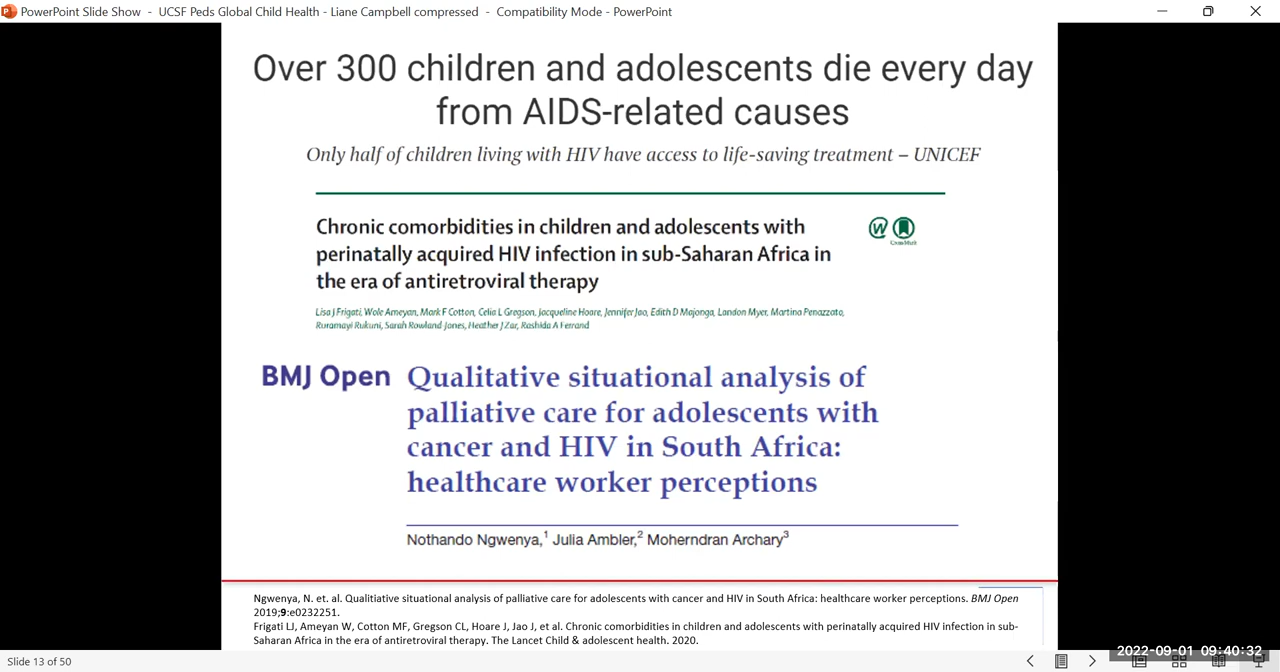 PowerPoint Slide Show - UCSF Peds Global Child Health - Liane Campbell compressed - Compatibility Mode - PowerPoint
Over 300 children and adolescents die every day
from AIDS-related causes
Only half of children living with HIV have access to life-saving treatment – UNICEF
Chronic comorbidities in children and adolescents with
perinatally acquired HIV infection in sub-Saharan Africa in
the era of antiretroviral therapy
CrossMark
Lisa J Frigati, Wole Ameyan, Mark F Cotton, Celia L Gregson, Jacqueline Hoare, Jennifer Jao, Edith D Majonga, Landon Myer, Martina Penazzato,
Ruramayi Rukuni, Sarah Rowland-Jones, Heather J Zar, Rashida A Ferrand
BMJ Open Qualitative situational analysis of
palliative care for adolescents with
cancer and HIV in South Africa:
healthcare worker perceptions
Nothando Ngwenya,1 Julia Ambler,2 Moherndran Archary3
Ngwenya, N. et. al. Qualitiative situational analysis of palliative care for adolescents with cancer and HIV in South Africa: healthcare worker perceptions. BMJ Open
2019;9:e0232251.
Frigati LJ, Ameyan W, Cotton MF, Gregson CL, Hoare J, Jao J, et al. Chronic comorbidities in children and adolescents with perinatally acquired HIV infection in sub-
Saharan Africa in the era of antiretroviral therapy. The Lancet Child & adolescent health. 2020.
Slide 13 of 50
2022-09-01 09:40:32